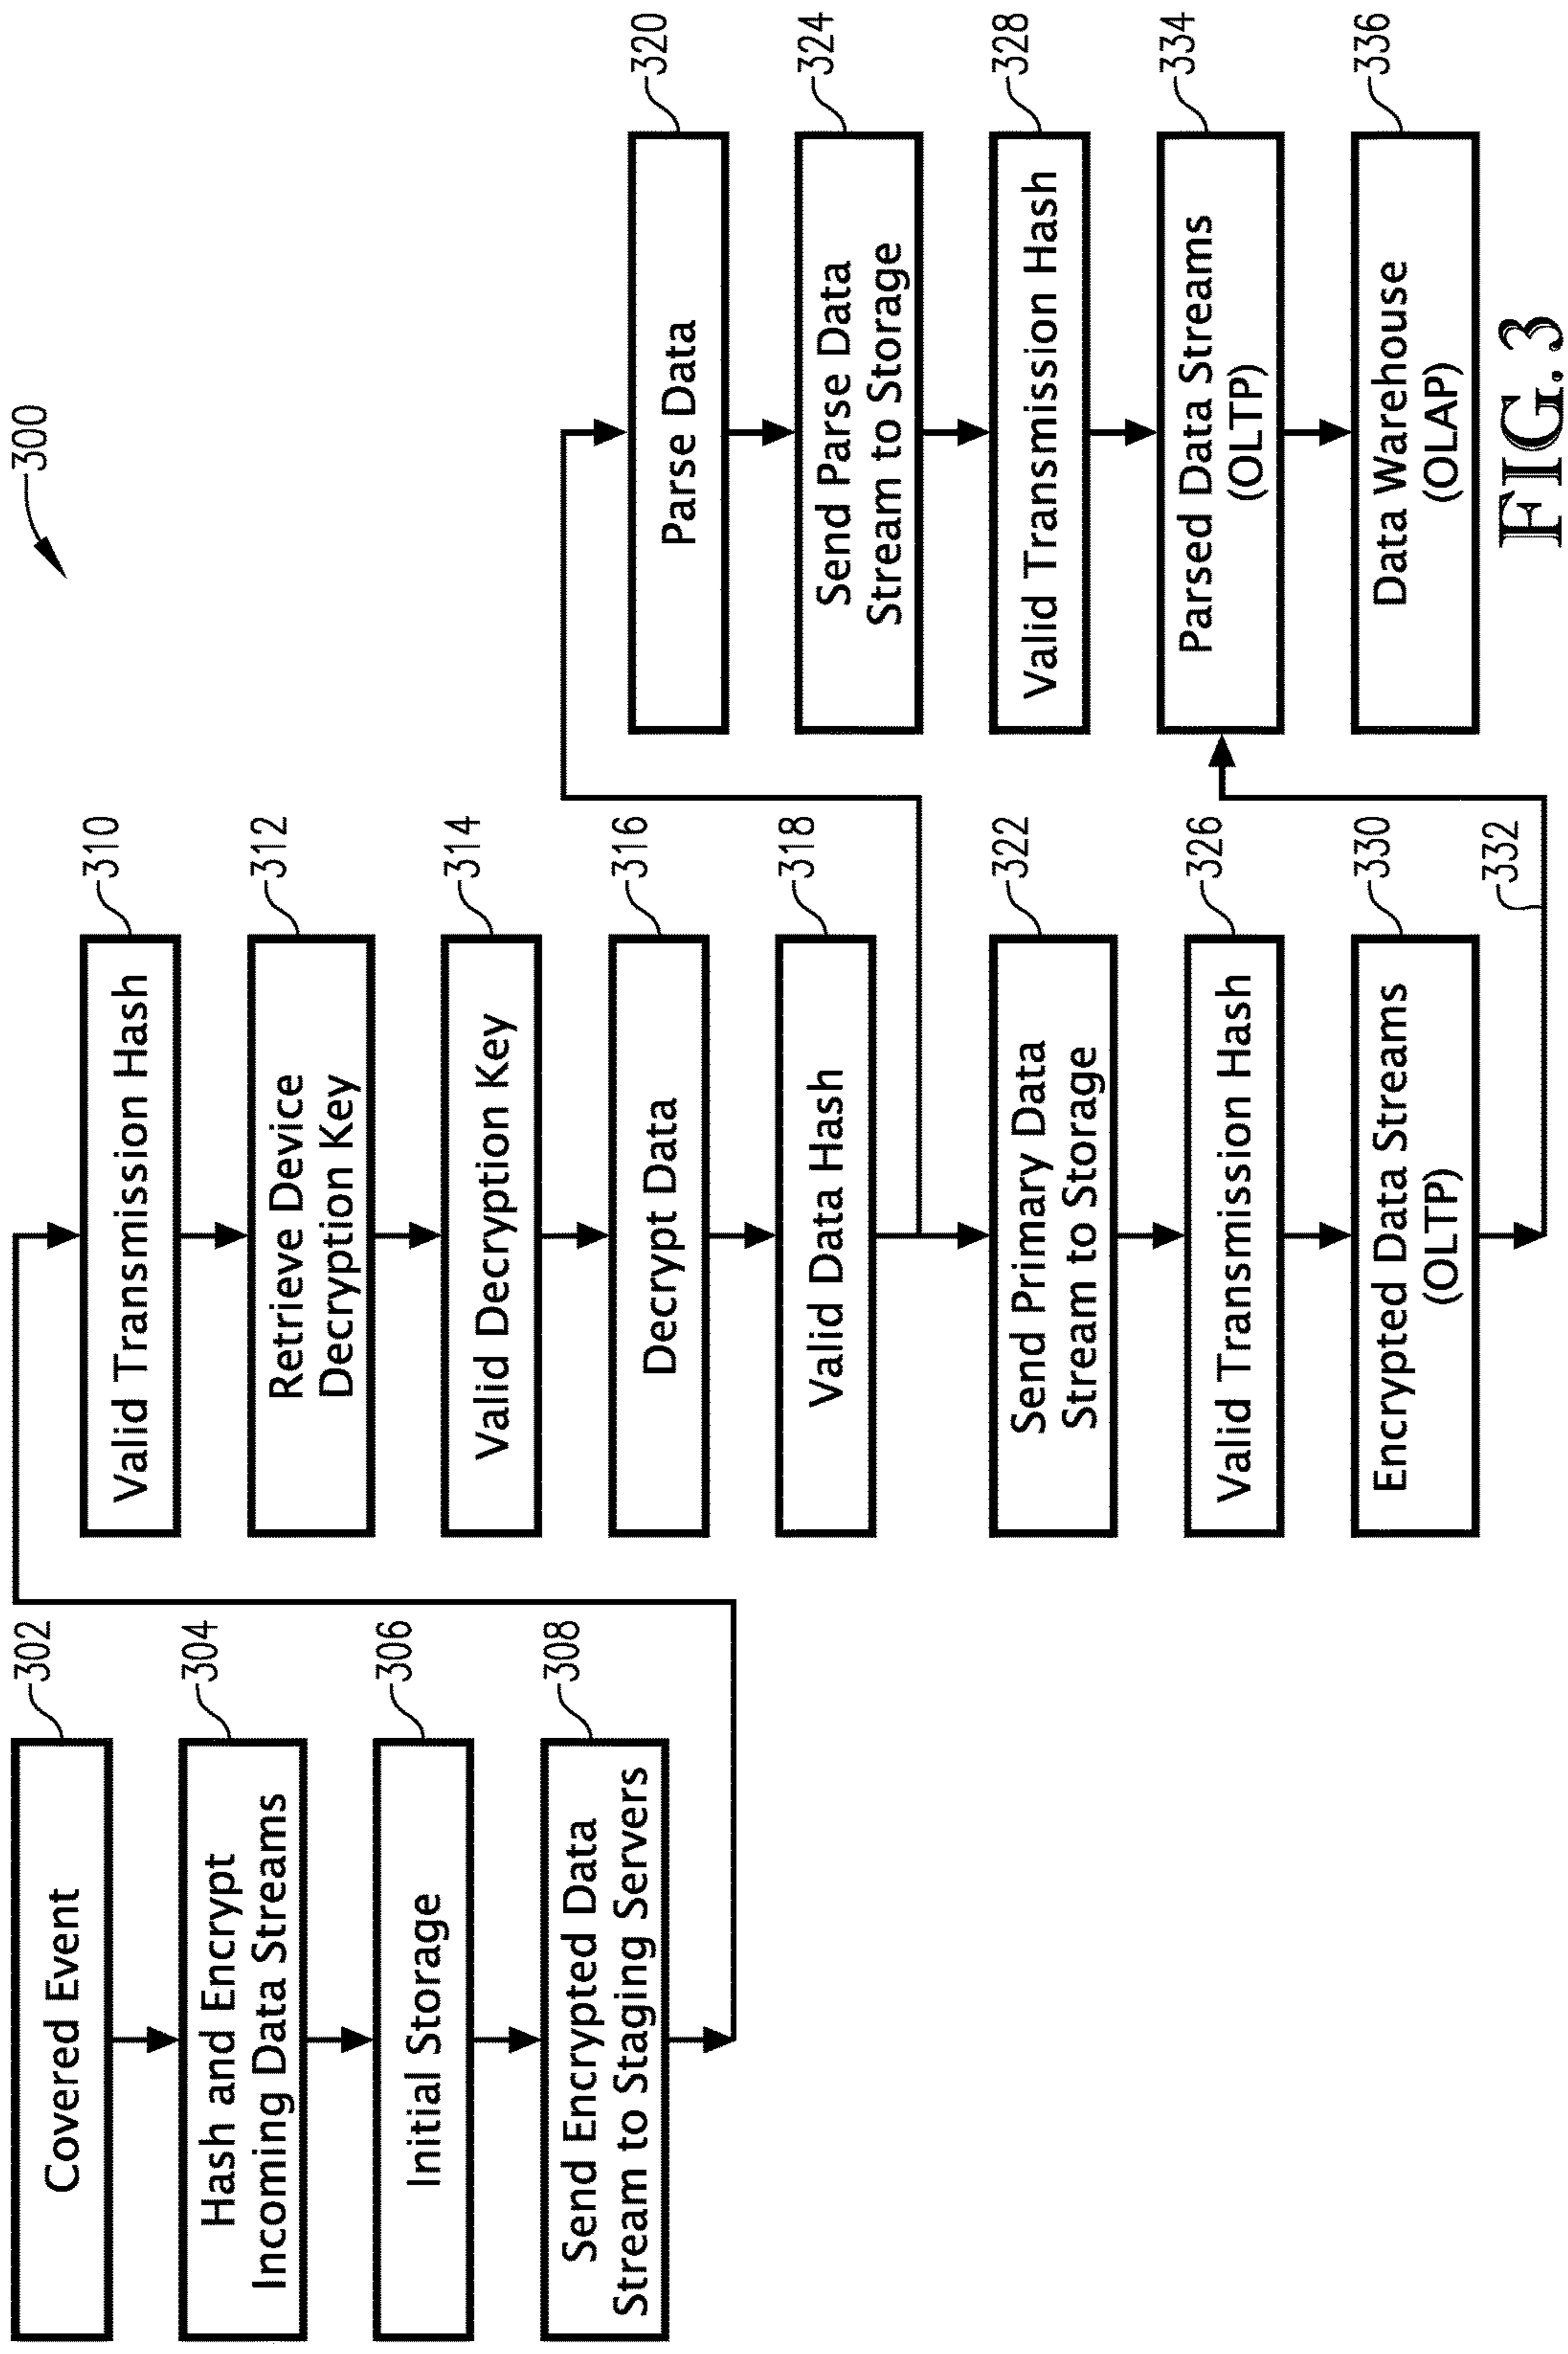 300
302
Covered Event
304
Hash and Encrypt
Incoming Data Streams
306
Initial Storage
308
Send Encrypted Data
Stream to Staging Servers
310
Valid Transmission Hash
312
Retrieve Device
Decryption Key
314
Valid Decryption Key
316
Decrypt Data
318
Valid Data Hash
322
Send Primary Data
Stream to Storage
326
Valid Transmission Hash
330
Encrypted Data Streams
(OLTP)
332
320
Parse Data
324
Send Parse Data
Stream to Storage
328
Valid Transmission Hash
334
Parsed Data Streams
(OLTP)
336
Data Warehouse
(OLAP)
FIG. 3